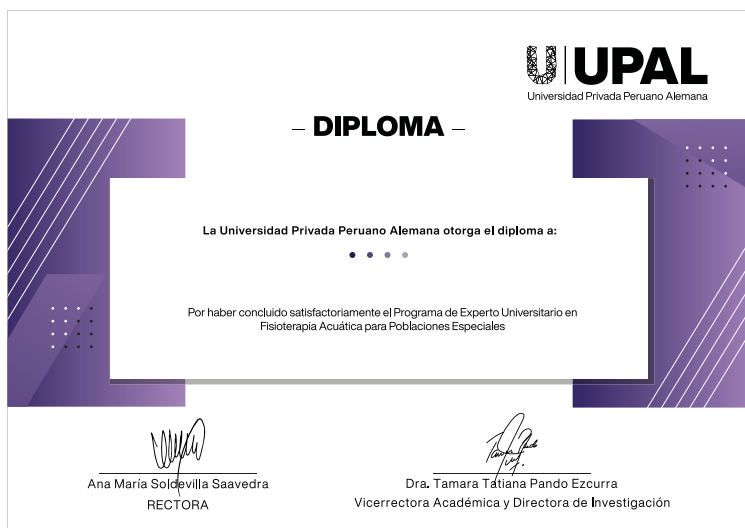 UPAL
Universidad Privada Peruano Alemana
– DIPLOMA –
La Universidad Privada Peruano Alemana otorga el diploma a:
Por haber concluido satisfactoriamente el Programa de Experto Universitario en
Fisioterapia Acuática para Poblaciones Especiales
Ana María Soldevilla Saavedra
RECTORA
Dra. Tamara Tatiana Pando Ezcurra
Vicerrectora Académica y Directora de Investigación